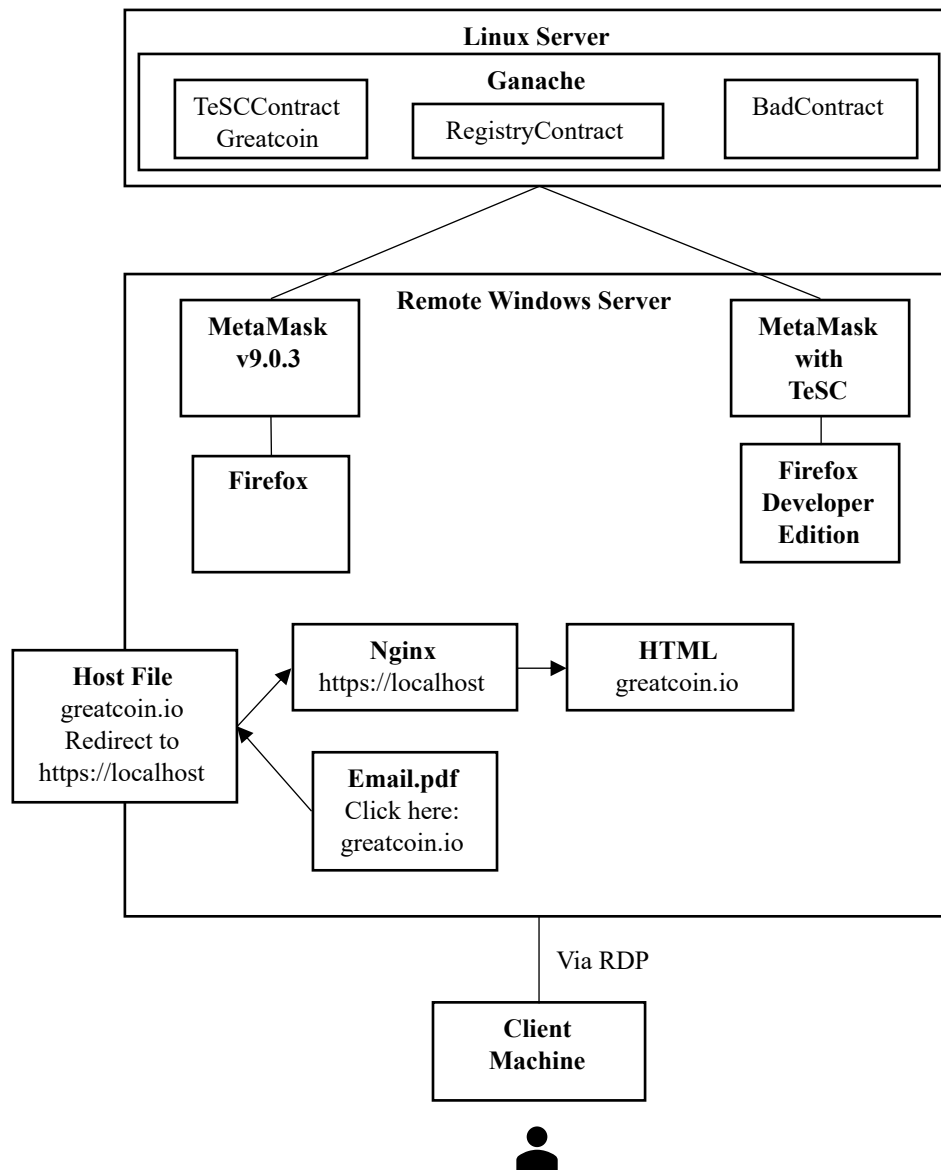 Linux Server
Ganache
TeSCContract
Greatcoin
RegistryContract
BadContract
Remote Windows Server
MetaMask
v9.0.3
MetaMask
with
TeSC
Firefox
Firefox
Developer
Edition
Host File
greatcoin.io
Redirect to
https://localhost
Nginx
https://localhost
HTML
greatcoin.io
Email.pdf
Click here:
greatcoin.io
Via RDP
Client
Machine